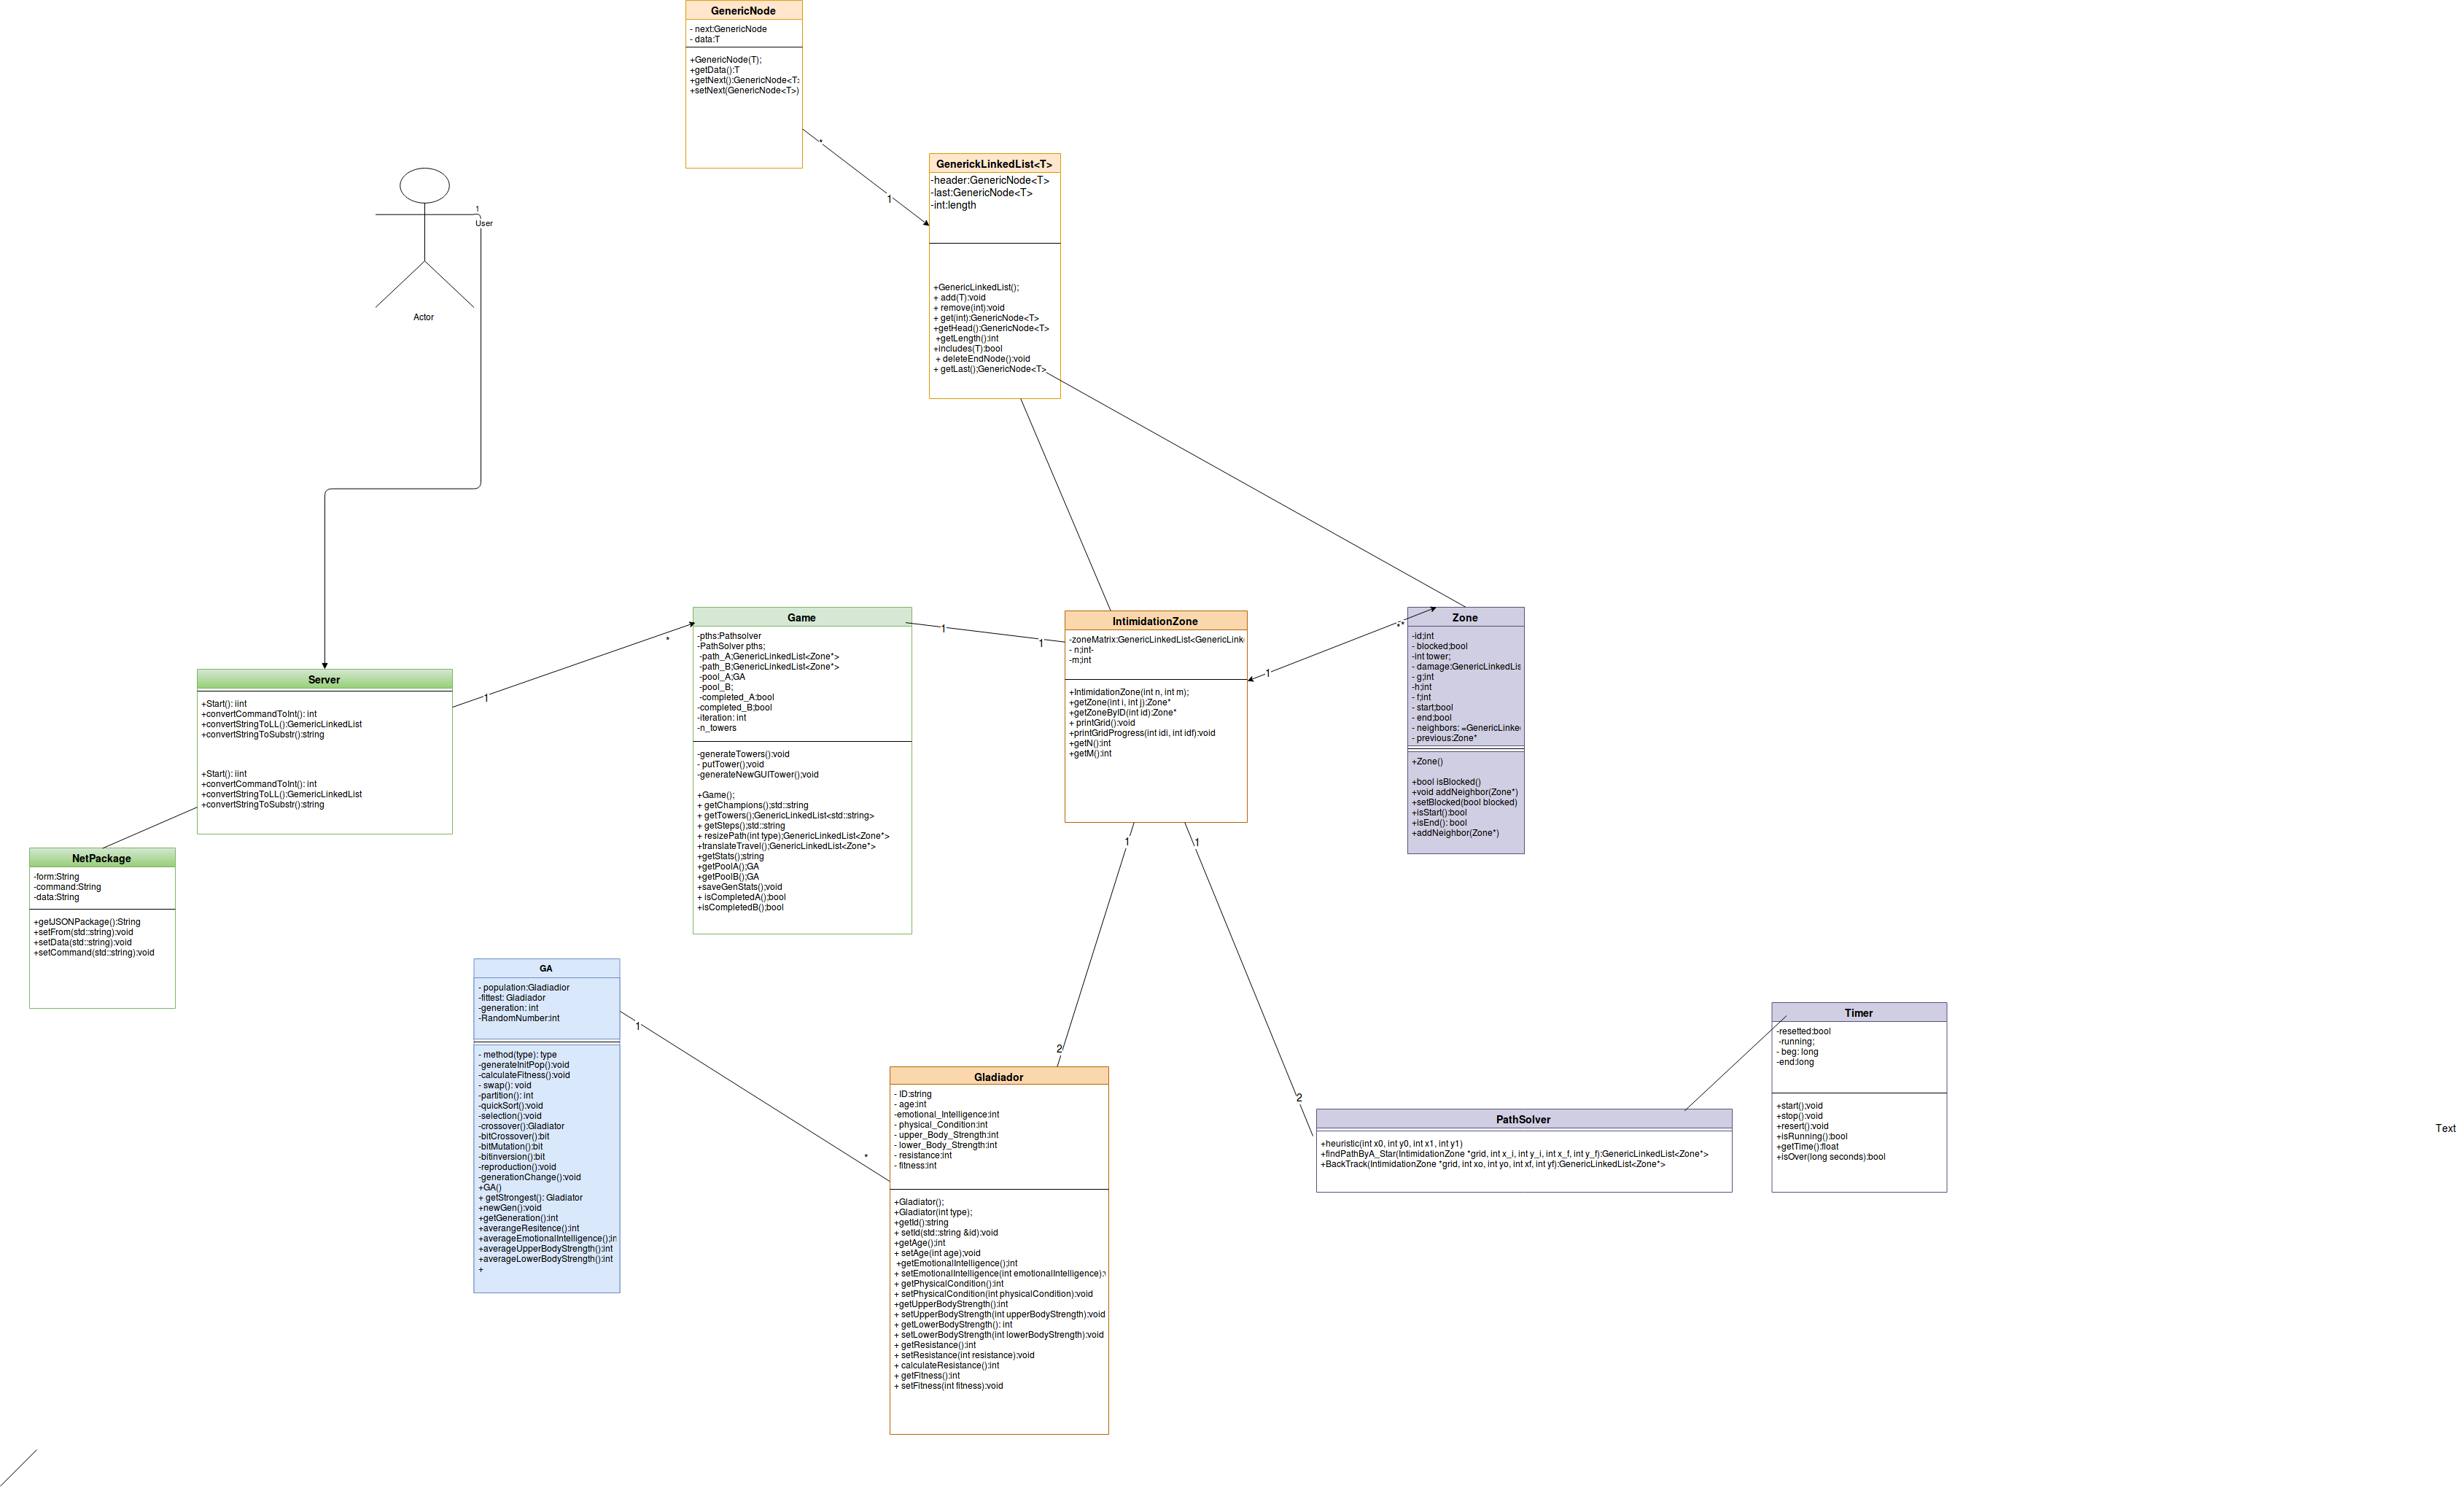 GenericNode
- next:GenericNode
- data:T
+GenericNode(T);
+getData():T
+getNext():GenericNode<T>
+setNext(GenericNode<T>)
*
1
GenerickLinkedList<T>
-header:GenericNode<T>
-last:GenericNode<T>
-int:length
+GenericLinkedList();
+ add(T):void
+ remove(int):void
+ get(int):GenericNode<T>
+getHead():GenericNode<T>
+getLength():int
+includes(T):bool
+ deleteEndNode():void
+ getLast();GenericNode<T>
1
User
Actor
Server
+Start(): iint
+convertCommandToInt(): int
+convertStringToLL():GemericLinkedList
+convertStringToSubstr():string
+Start(): iint
+convertCommandToInt(): int
+convertStringToLL():GemericLinkedList
+convertStringToSubstr():string
1
*
NetPackage
-form:String
-command:String
-data:String
+getJSONPackage():String
+setFrom(std::string):void
+setData(std::string):void
+setCommand(std::string):void
Game
-pths:Pathsolver
-PathSolver pths;
-path_A;GenericLinkedList<Zone*>
-path_B;GenericLinkedList<Zone*>
-pool_A;GA
-pool_B;
-completed_A;bool
-completed_B;bool
-iteration: int
-n_towers
-generateTowers():void
- putTower();void
-generateNewGUITower();void
+Game();
+ getChampions();std::string
+ getTowers();GenericLinkedList<std::string>
+ getSteps();std::string
+ resizePath(int type);GenericLinkedList<Zone*>
+translateTravel();GenericLinkedList<Zone*>
+getStats();string
+getPoolA();GA
+getPoolB();GA
+saveGenStats();void
+ isCompletedA();bool
+isCompletedB();bool
1
1
IntimidationZone
-zoneMatrix:GenericLinkedList<GenericLink
- n;int-
-m;int
+IntimidationZone(int n, int m);
+getZone(int i, int j):Zone*
+getZoneByID(int id):Zone*
+ printGrid():void
+printGridProgress(int idi, int idf):void
+getN():int
+getM():int
1
**
Zone
-id;int
- blocked;bool
-int tower;
- damage:GenericLinkedLis
- g;int
-h;int
- f;int
- start;bool
- end;bool
- neighbors: =GenericLinke
- previous:Zone*
+Zone()
+bool isBlocked()
+void addNeighbor(Zone*)
+setBlocked(bool blocked)
+isStart():bool
+isEnd(): bool
+addNeighbor(Zone*)
1
1
2
2
GA
- population:Gladiadior
-fittest: Gladiador
-generation: int
-RandomNumber:int
- method(type): type
-generateInitPop():void
-calculateFitness():void
- swap(): void
-partition(): int
-quickSort():void
-selection():void
-crossover():Gladiator
-bitCrossover():bit
-bitMutation():bit
-bitinversion():bit
-reproduction():void
-generationChange():void
+GA()
+ getStrongest(): Gladiator
+newGen():void
+getGeneration():int
+averangeResitence():int
+averageEmotionalIntelligence();in
+averageUpperBodyStrength():int
+averageLowerBodyStrength():int
+
1
*
Gladiador
- ID:string
- age:int
-emotional_Intelligence:int
- physical_Condition:int
- upper_Body_Strength:int
- lower_Body_Strength:int
- resistance:int
- fitness:int
+Gladiator();
+Gladiator(int type);
+getId():string
+ setId(std::string &id):void
+getAge():int
+ setAge(int age);void
+getEmotionalIntelligence();int
+ setEmotionalIntelligence(int emotionalIntelligence):
+ getPhysicalCondition():int
+ setPhysicalCondition(int physicalCondition):void
+getUpperBodyStrength():int
+ setUpperBodyStrength(int upperBodyStrength):void
+ getLowerBodyStrength(): int
+ setLowerBodyStrength(int lowerBodyStrength):void
+ getResistance():int
+ setResistance(int resistance):void
+ calculateResistance():int
+ getFitness():int
+ setFitness(int fitness):void
PathSolver
+heuristic(int x0, int y0, int x1, int y1)
+findPathByA_Star(IntimidationZone *grid, int x_i, int y_i, int x_f, int y_f):GenericLinkedList<Zone*>
+BackTrack(IntimidationZone *grid, int xo, int yo, int xf, int yf):GenericLinkedList<Zone*>
Timer
-resetted:bool
-running;
- beg: long
-end:long
+start();void
+stop():void
+resert():void
+isRunning():bool
+getTime():float
+isOver(long seconds):bool
Text